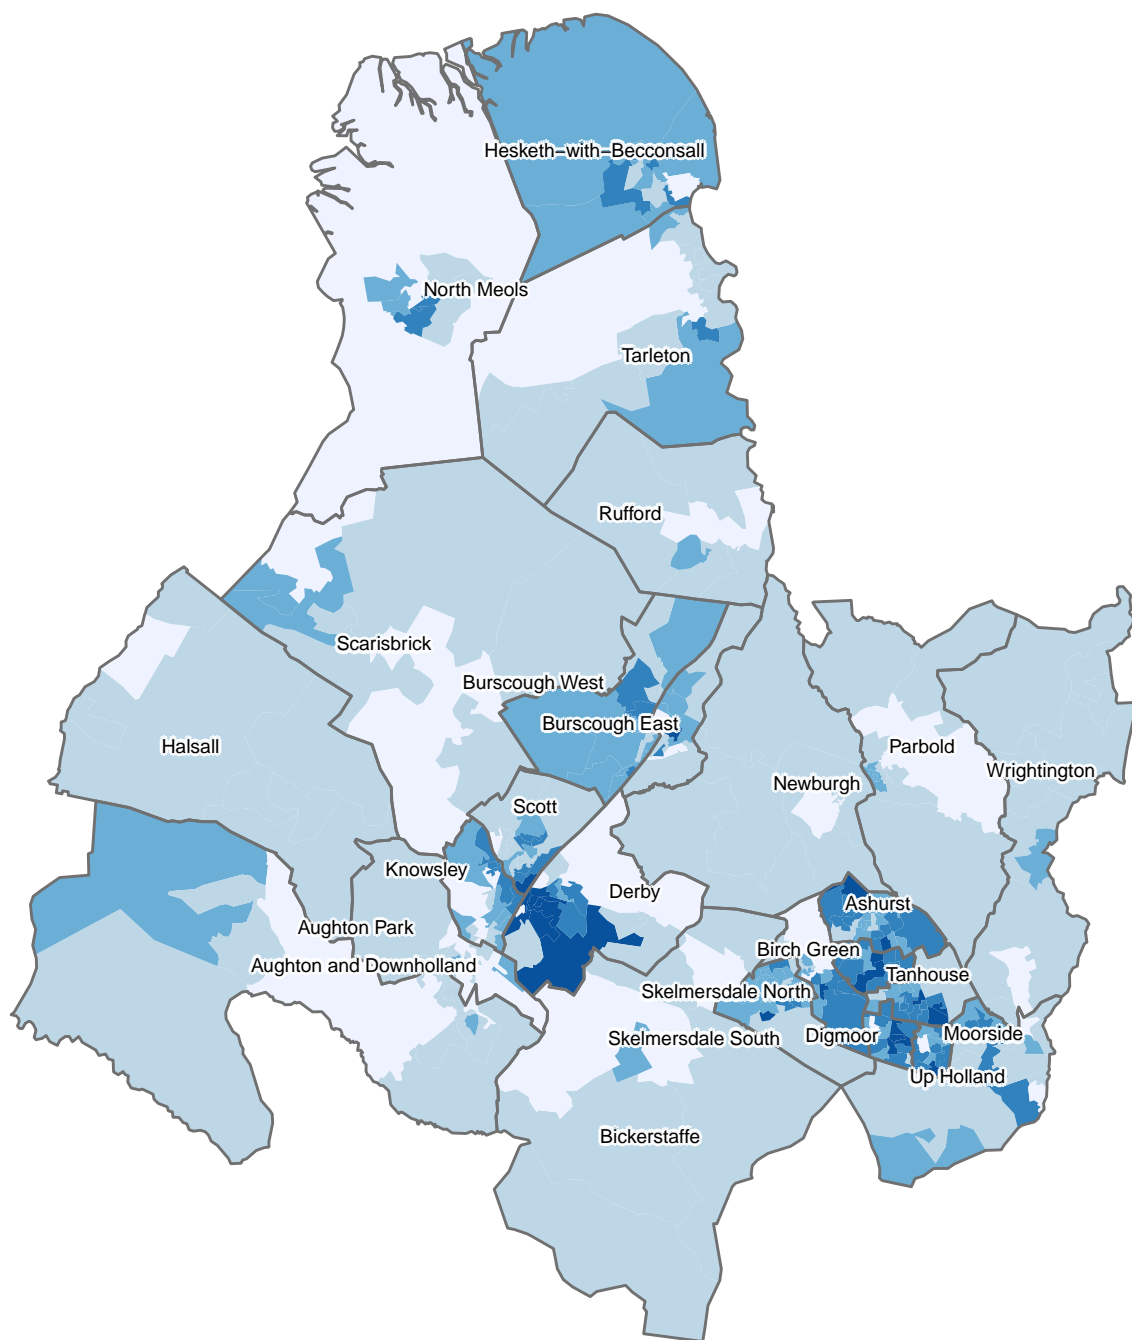 Hesketh-with-Becconsall
North Meols
Tarleton
Rufford
Scarisbrick
Burscough West
Burscough East
Halsall
Parbold
Wrightington
Newburgh
Scott
Knowsley
Derby
Ashurst
Aughton Park
Birch Green
Aughton and Downholland
Tanhouse
Skelmersdale North
Skelmersdale South
Digmoor
Moorside
Up Holland
Bickerstaffe